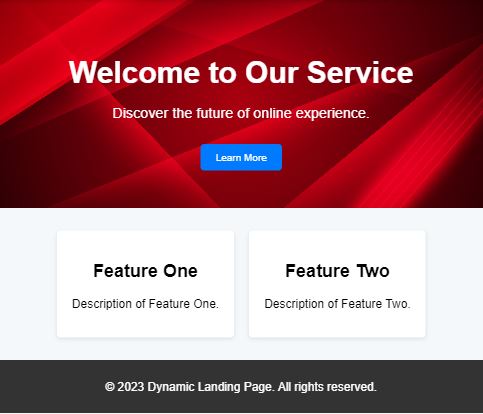 Welcome to Our Service
Discover the future of online experience.
Learn More
Feature One
Description of Feature One.
Feature Two
Description of Feature Two.
© 2023 Dynamic Landing Page. All rights reserved.